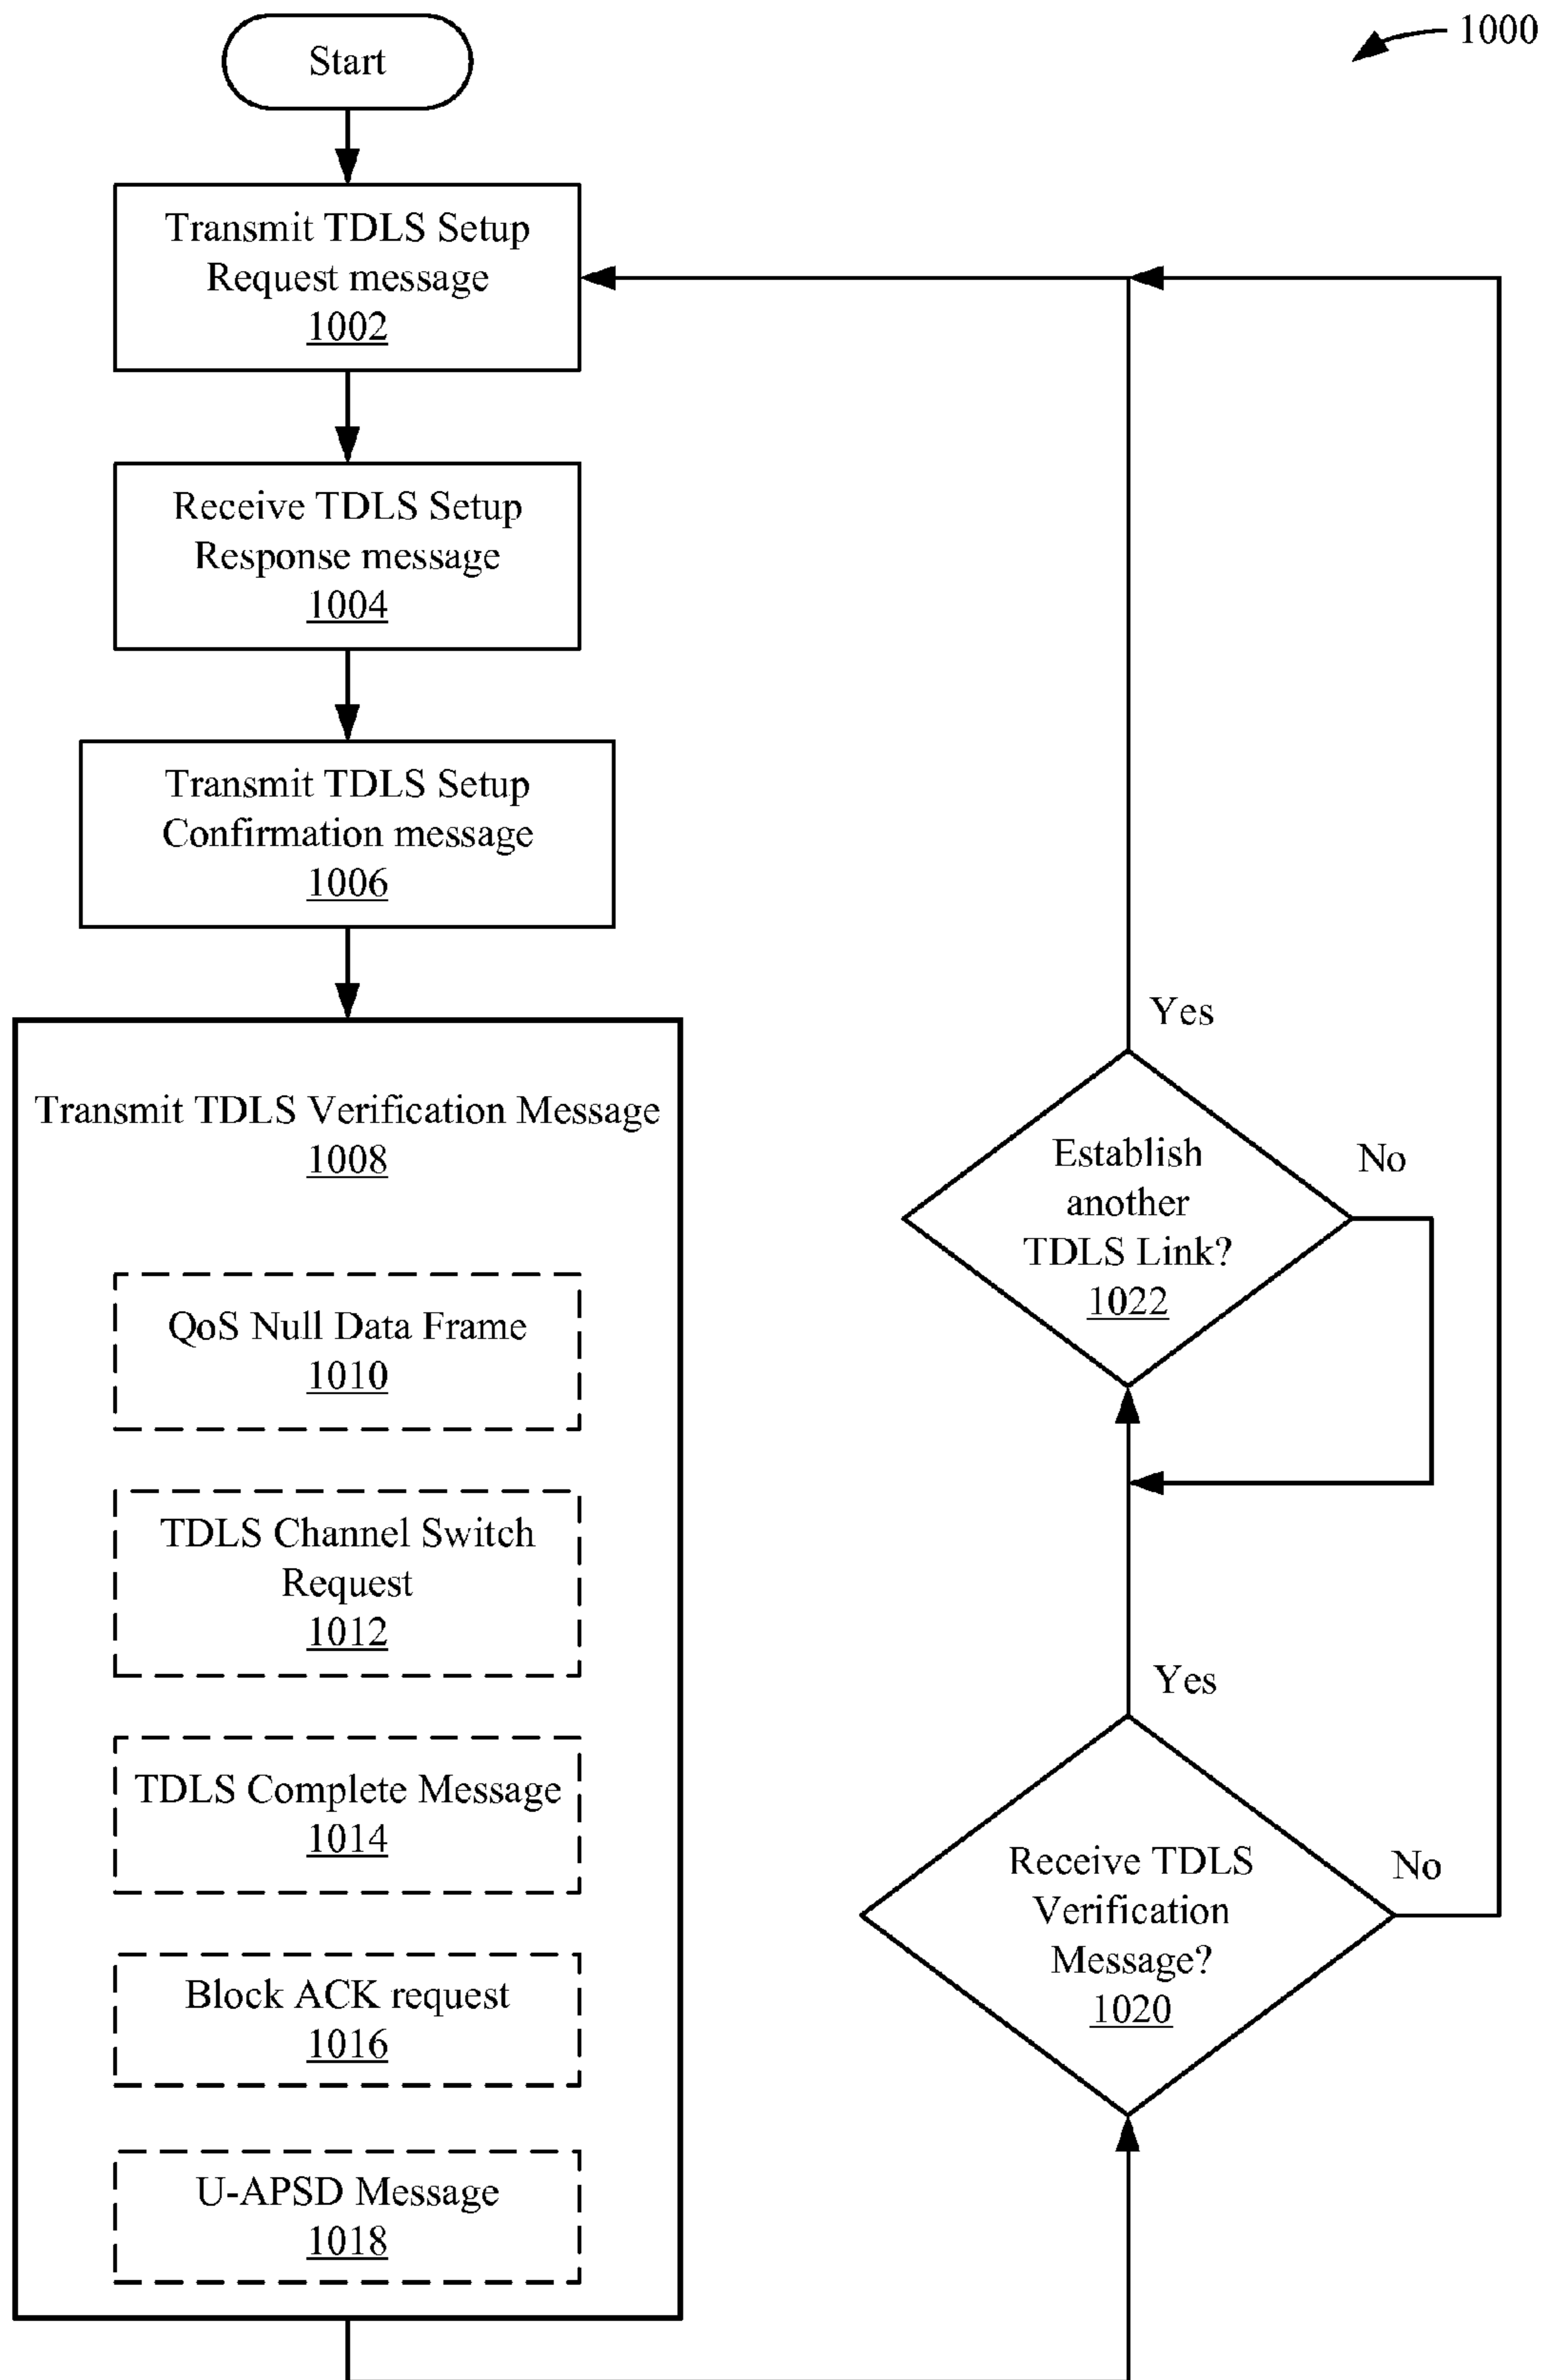 1000
Start
Transmit TDLS Setup
Request message
1002
Receive TDLS Setup
Response message
1004
Transmit TDLS Setup
Confirmation message
1006
Transmit TDLS Verification Message
1008
QoS Null Data Frame
1010
TDLS Channel Switch
Request
1012
TDLS Complete Message
1014
Block ACK request
1016
U-APSD Message
1018
Yes
Establish
another
TDLS Link?
1022
No
Yes
Receive TDLS
Verification
Message?
1020
No